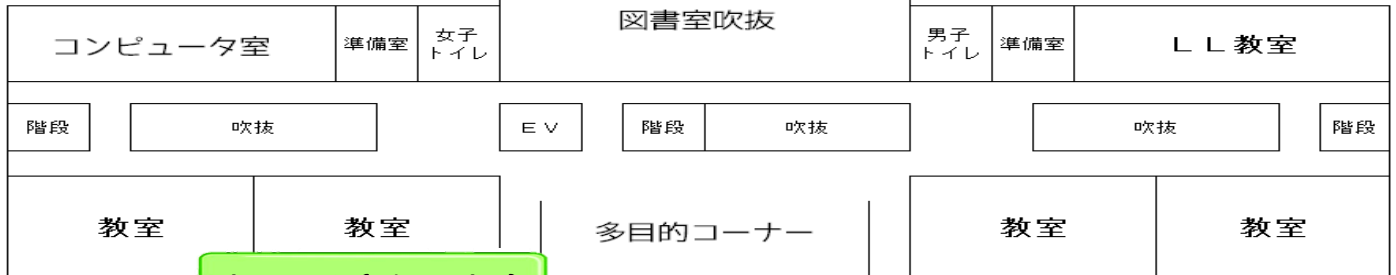 図書室吹抜
コンピュータ室
準備室
女子
トイレ
男子
トイレ
準備室
ＬＬ教室
階段
吹抜
ＥＶ
階段
吹抜
吹抜
階段
教室
教室
多目的コーナー
教室
教室